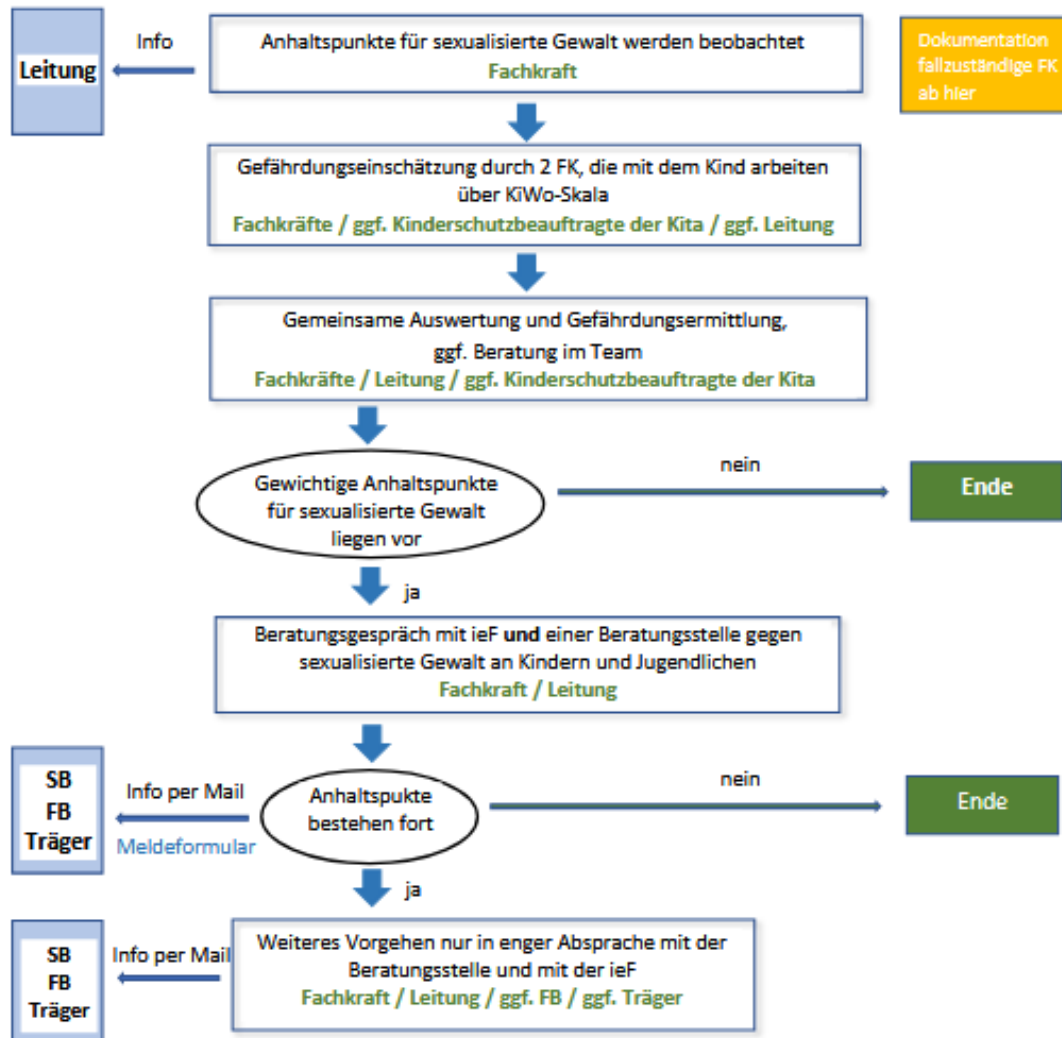 Leitung
Info
Anhaltspunkte für sexualisierte Gewalt werden beobachtet
Fachkraft
Dokumentation
fallzuständige FK
ab hier
Gefährdungseinschätzung durch 2 FK, die mit dem Kind arbeiten
über KiWo-Skala
Fachkräfte / ggf. Kinderschutzbeauftragte der Kita / ggf. Leitung
Gemeinsame Auswertung und Gefährdungsermittlung,
ggf. Beratung im Team
Fachkräfte / Leitung / ggf. Kinderschutzbeauftragte der Kita
Gewichtige Anhaltspunkte
für sexualisierte Gewalt
liegen vor
nein
Ende
ja
Beratungsgespräch mit ieF und einer Beratungsstelle gegen
sexualisierte Gewalt an Kindern und Jugendlichen
Fachkraft / Leitung
SB
FB
Träger
Info per Mail
Meldeformular
Anhaltspukte
bestehen fort
nein
Ende
ja
SB
FB
Träger
Info per Mail
Weiteres Vorgehen nur in enger Absprache mit der
Beratungsstelle und mit der ieF
Fachkraft / Leitung / ggf. FB / ggf. Träger